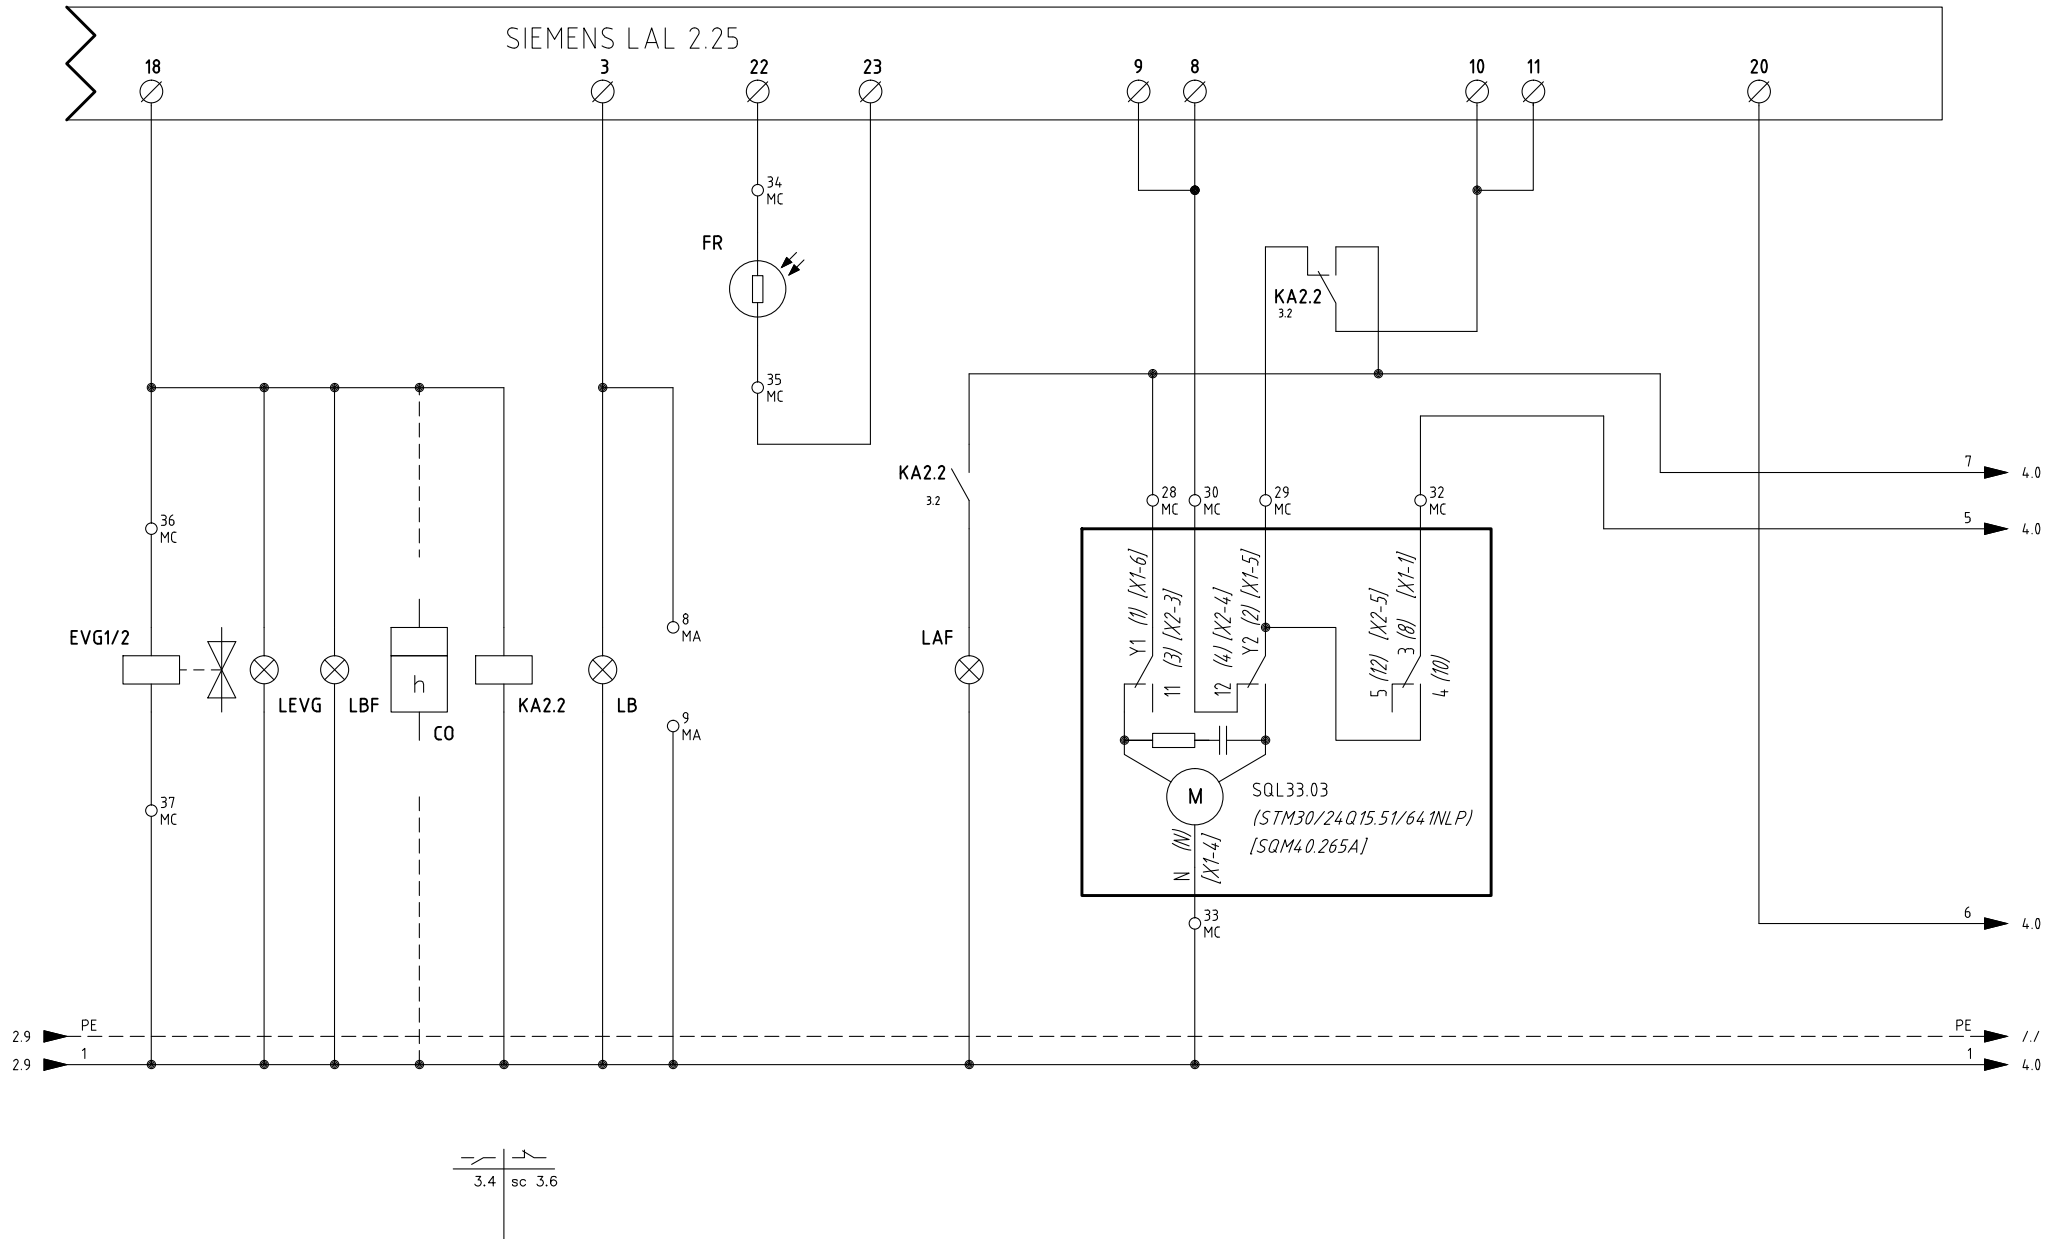 SIEMENS LAL 2.25
18
3
22
23
9
8
10
11
20
34
MC
FR
KA2.2
3.2
35
MC
KA2.2
3.2
7
4.0
28
MC
30
MC
29
MC
32
MC
5
4.0
36
MC
EVG1/2
LEVG
LBF
h
CO
KA2.2
LB
8
MA
9
MA
LAF
Y1 (1) [X1-6]
11 (3) [X2-3]
12 (4) [X2-4]
Y2 (2) [X1-5]
5 (12) [X2-5]
3 (8) [X1-1]
4 (10)
37
MC
M
SQL33.03
(STM30/24Q15.51/641NLP)
[SQM40.265A]
N (N)
[X1-4]
33
MC
6
4.0
2.9
PE
PE
/./
2.9
1
1
4.0
3.4
sc 3.6